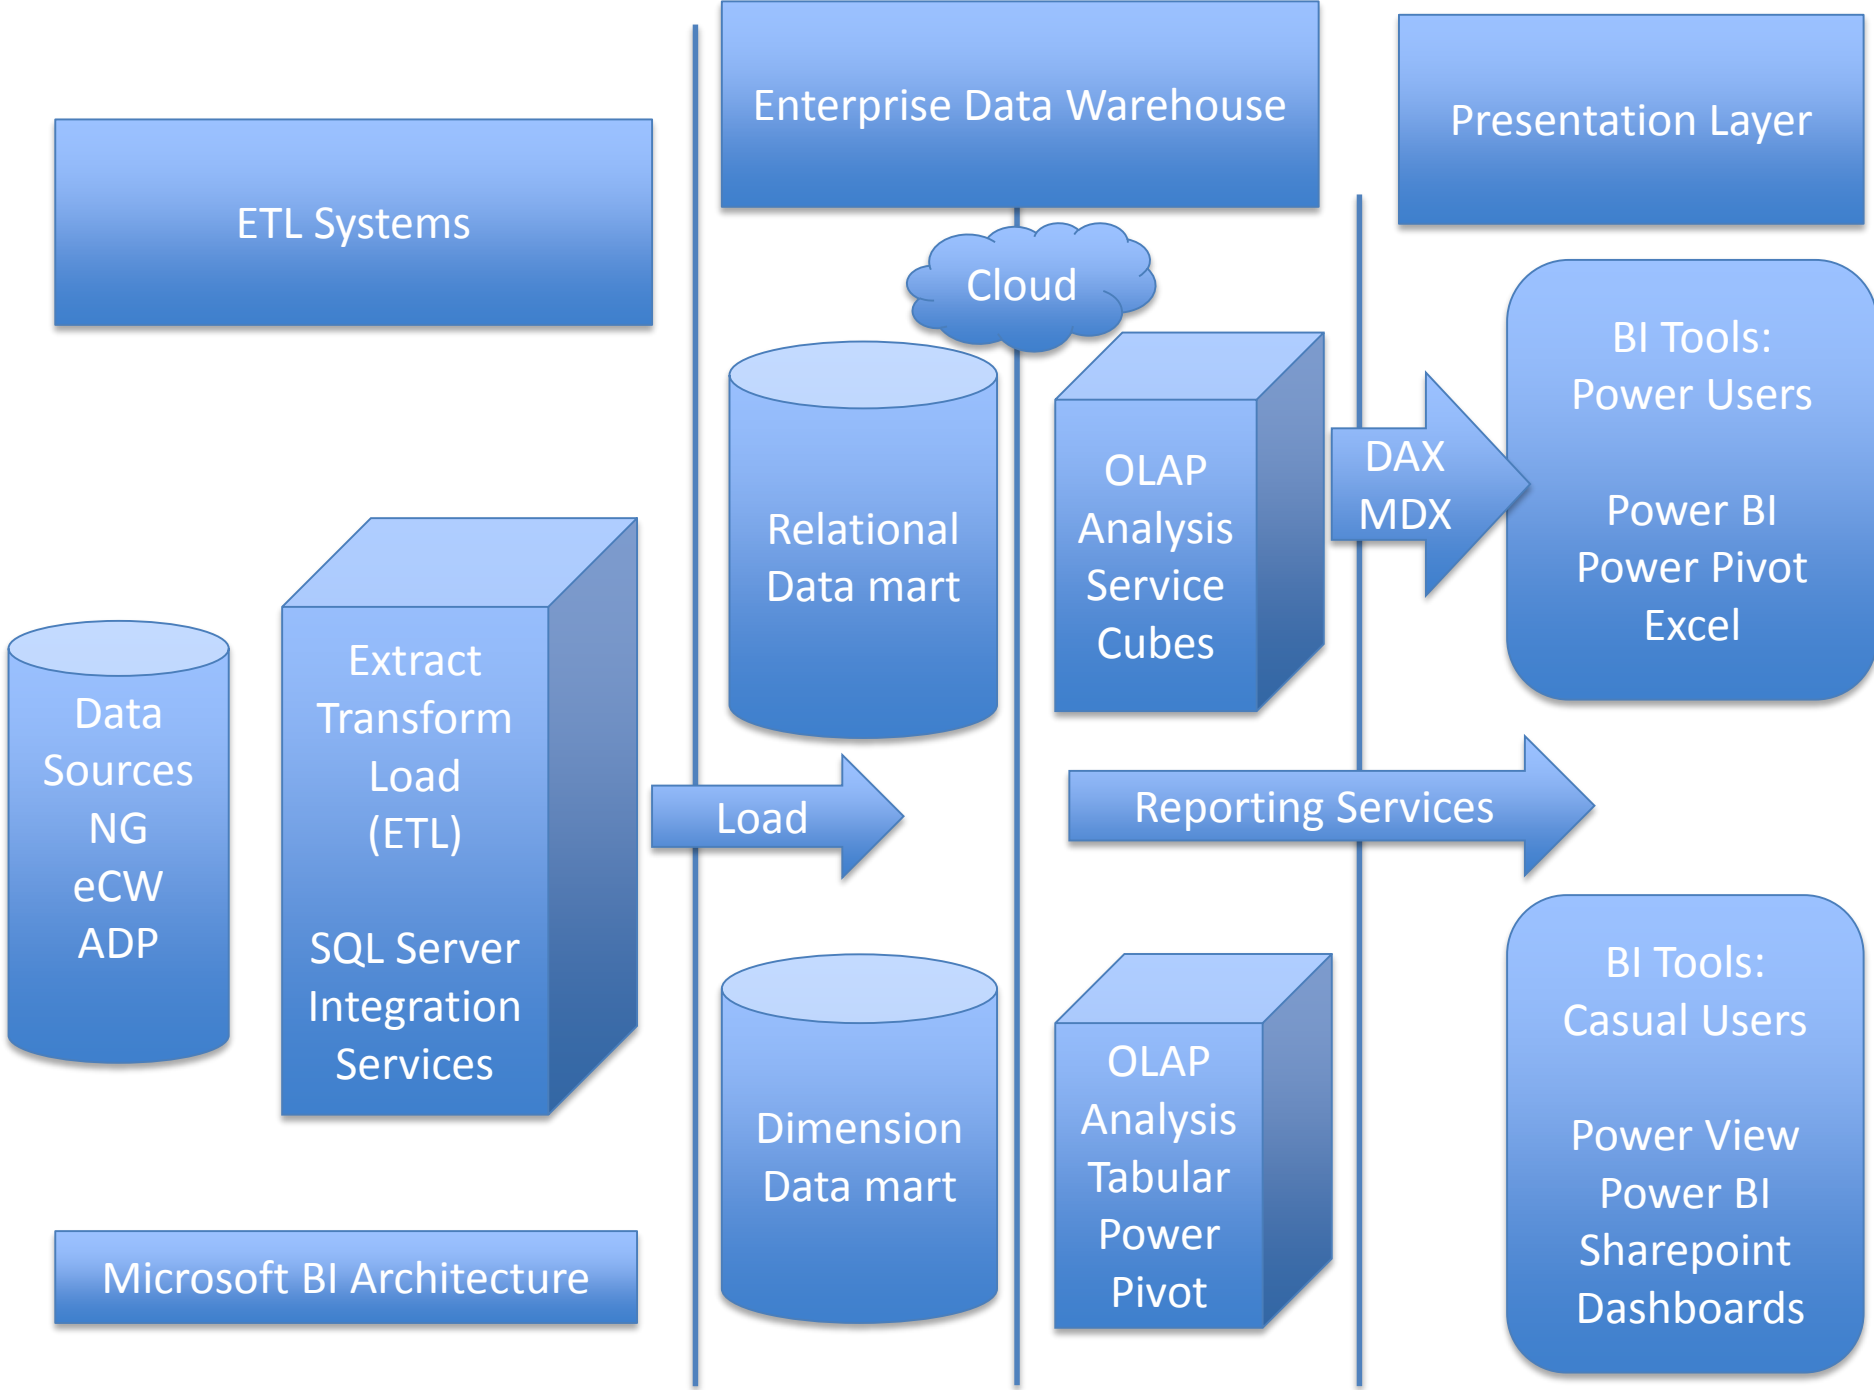 ETL Systems
Data
Sources
NG
eCW
ADP
Extract
Transform
Load
(ETL)
SQL Server
Integration
Services
Microsoft BI Architecture
Load
Enterprise Data Warehouse
Cloud
Relational
Data mart
Dimension
Data mart
OLAP
Analysis
Service
Cubes
OLAP
Analysis
Tabular
Power
Pivot
DAX
MDX
Reporting Services
Presentation Layer
BI Tools:
Power Users
Power BI
Power Pivot
Excel
BI Tools:
Casual Users
Power View
Power BI
Sharepoint
Dashboards